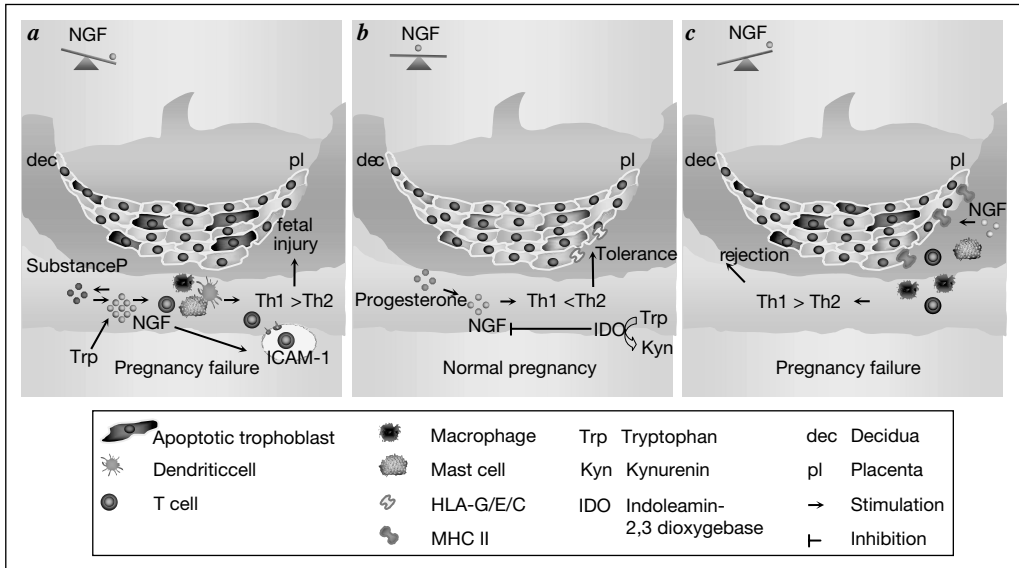 a
NGF
dec
pl
fetal
injury
SubstanceP
Th1 >Th2
NGF
Trp
ICAM-1
Pregnancy failure
b
NGF
dec
pl
Tolerance
Progesterone
Th1 <Th2
NGF
IDO
Trp
Kyn
Normal pregnancy
c
NGF
dec
pl
NGF
rejection
Th1 > Th2
Pregnancy failure
Apoptotic trophoblast
Dendriticcell
T cell
Macrophage
Mast cell
HLA-G/E/C
MHC II
Trp Tryptophan
Kyn Kynurenin
IDO Indoleamin-
2,3 dioxygebase
dec Decidua
pl Placenta
Stimulation
Inhibition